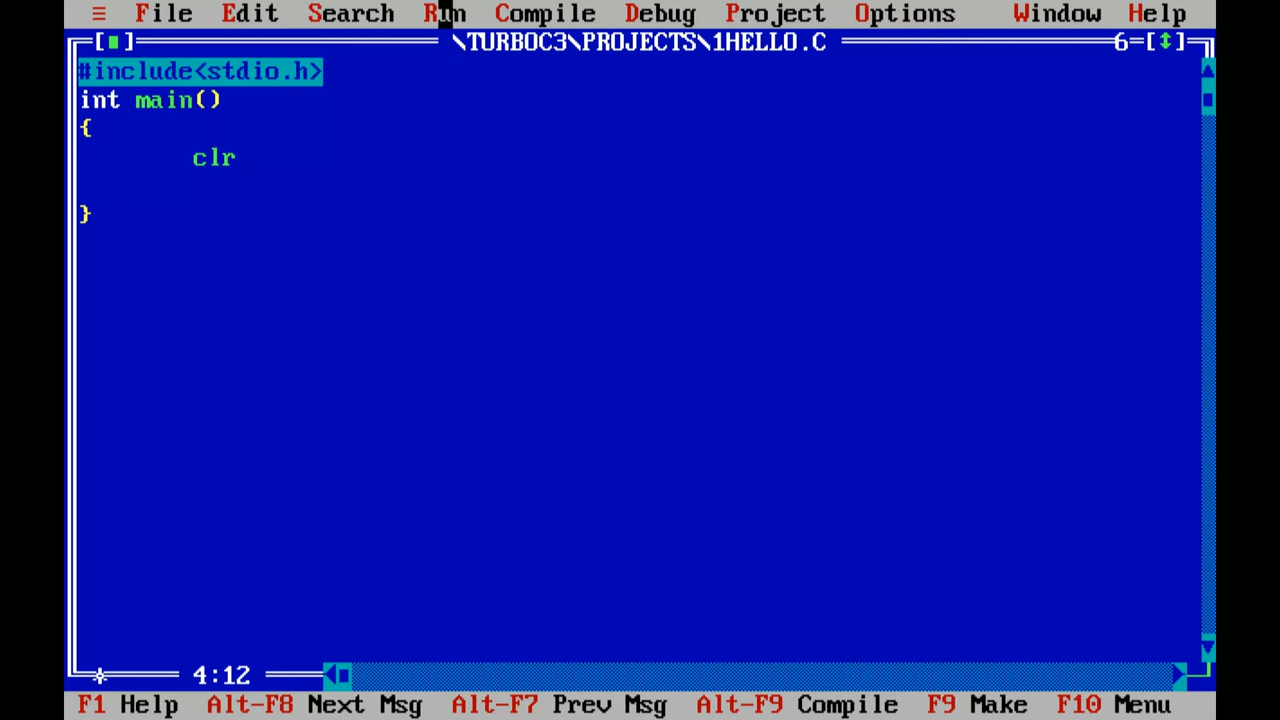 ≡ File Edit Search Run Compile Debug Project Options Window Help
[■] \TURBOC3\PROJECTS\1HELLO.C 6=[↕]
#include<stdio.h>
int main()
{
clr
}
4:12
F1 Help Alt-F8 Next Msg Alt-F7 Prev Msg Alt-F9 Compile F9 Make F10 Menu